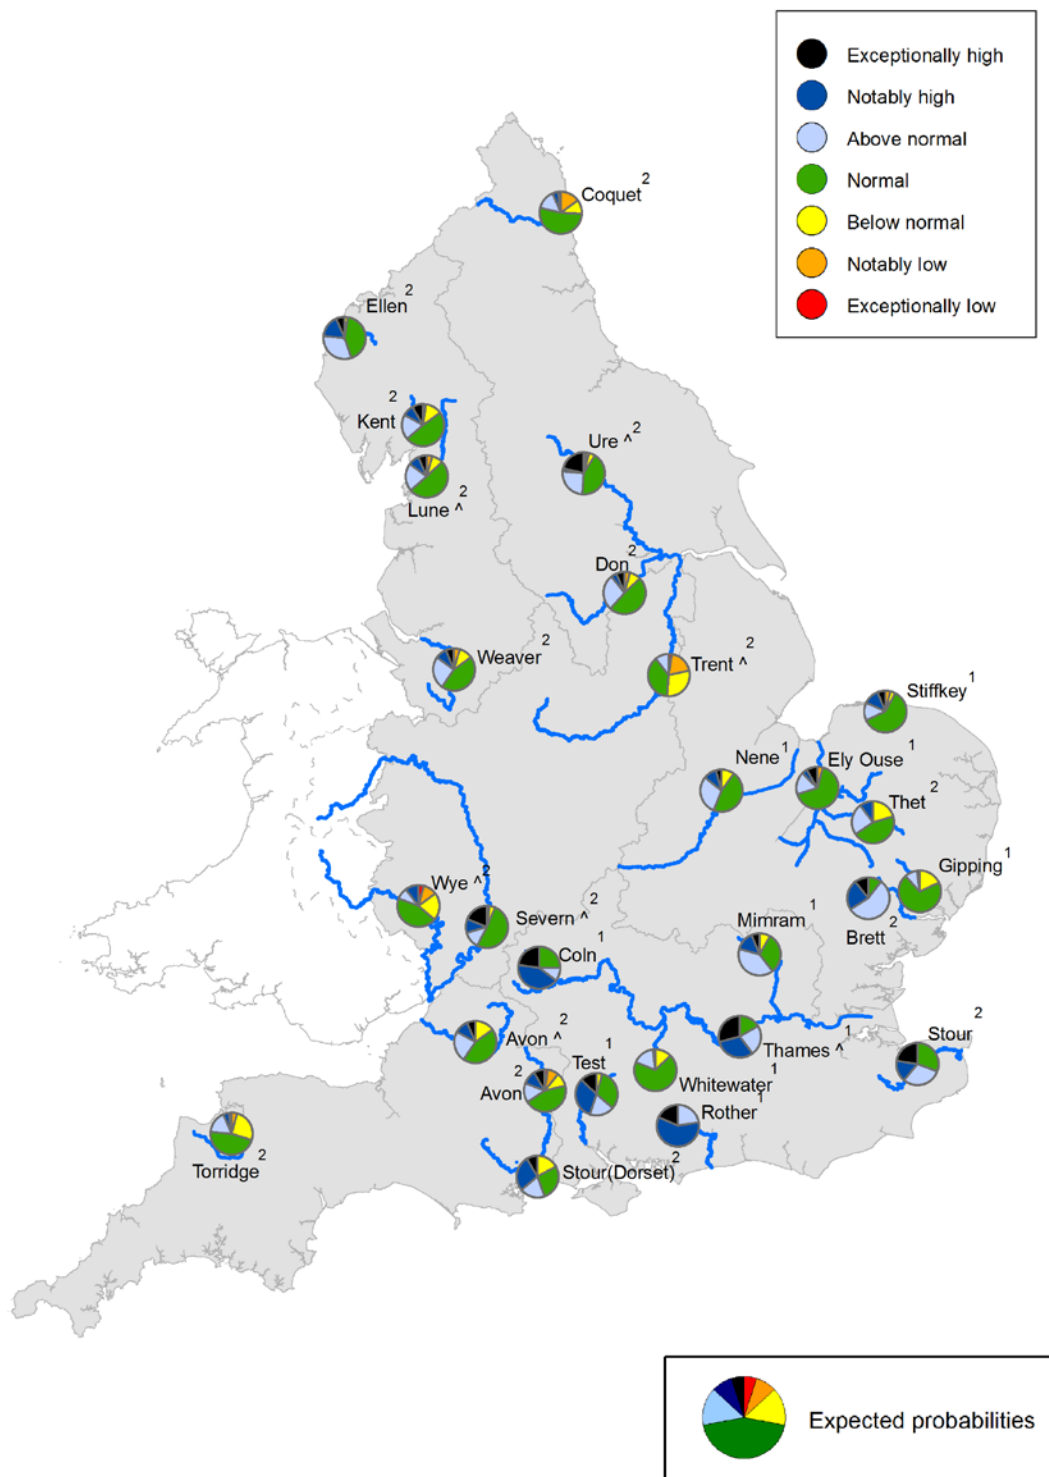 Exceptionally high
Notably high
Above normal
Normal
Below normal
Notably low
Exceptionally low
Coquet 2
Ellen 2
Kent 2
Ure ^ 2
Lune ^ 2
Don 2
Weaver 2
Trent ^ 2
Stiffkey 1
Nene 1
Ely Ouse 1
Thet 2
Gipping 1
Wye ^ 2
Severn ^ 2
Mimram 1
Brett 2
Coln 1
Avon ^ 2
Test 1
Thames ^ 1
Stour 2
Avon 2
Whitewater 1
Rother 1
Torridge 2
Stour(Dorset) 2
Expected probabilities